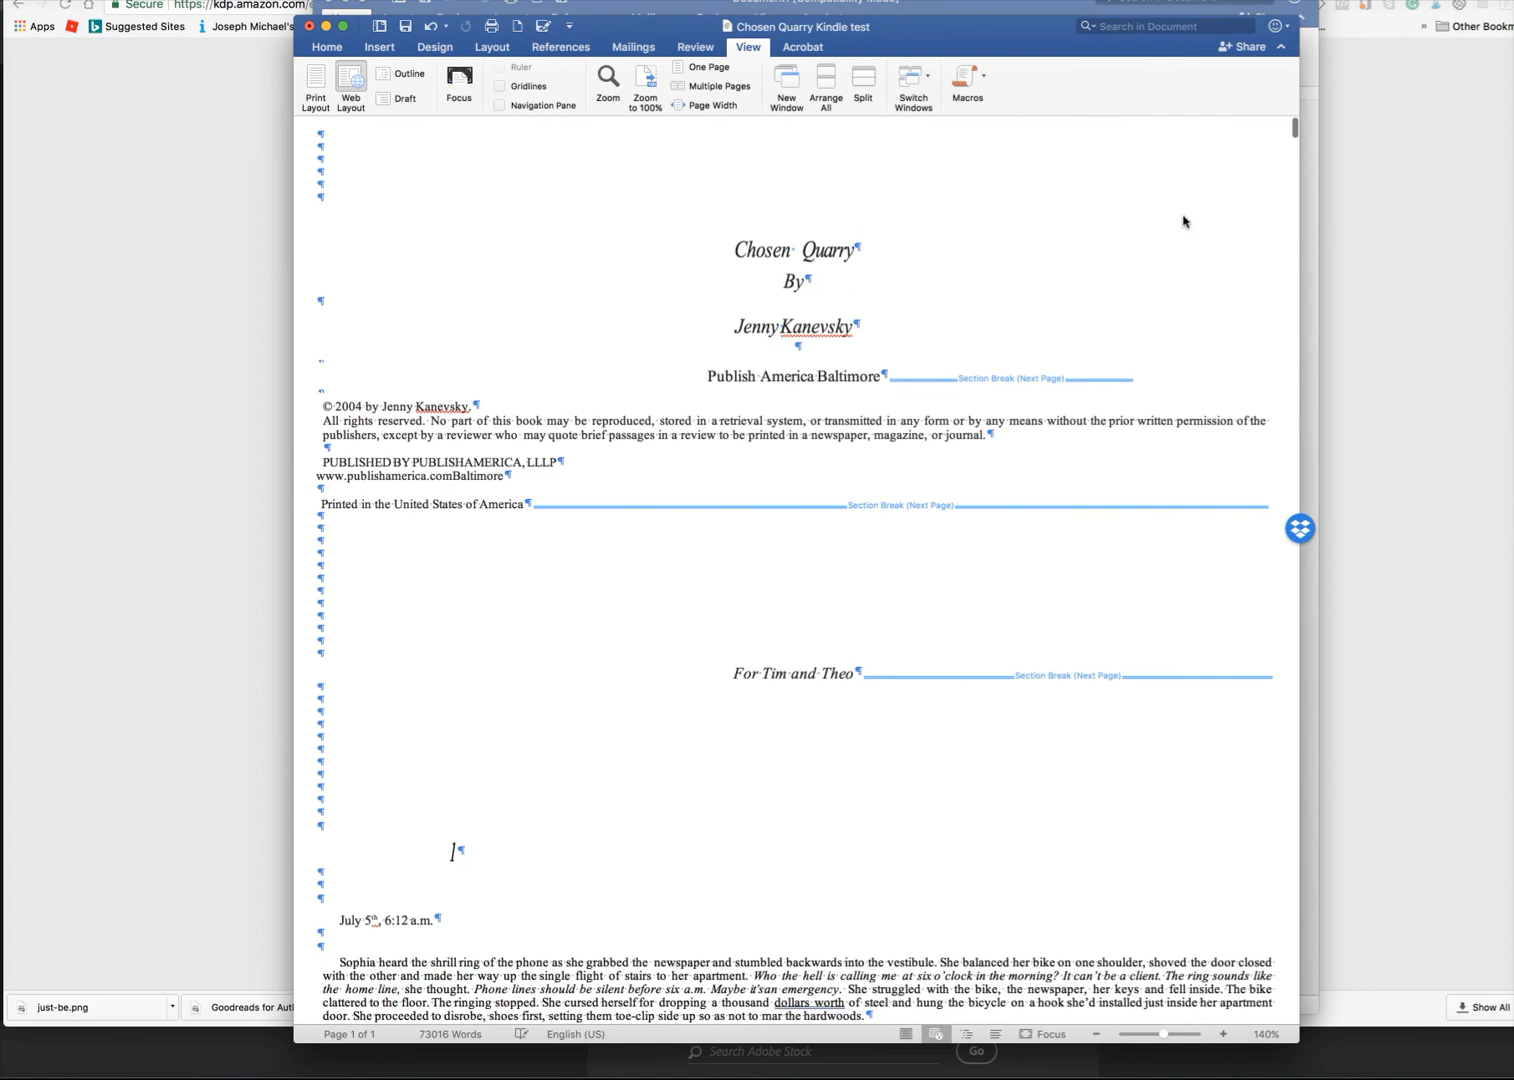 Secure https://kdp.amazon.com/
Apps Suggested Sites Joseph Michael's
Other Bookm
Chosen Quarry Kindle test
Search in Document
Home Insert Design Layout References Mailings Review View Acrobat
Share
Print Layout
Web Layout
Outline
Draft
Focus
Ruler
Gridlines
Navigation Pane
Zoom
Zoom to 100%
One Page
Multiple Pages
Page Width
New Window
Arrange All
Split
Switch Windows
Macros
Chosen Quarry¶
By¶
Jenny Kanevsky¶
Publish America Baltimore¶ Section Break (Next Page)
© 2004 by Jenny Kanevsky.¶
All rights reserved. No part of this book may be reproduced, stored in a retrieval system, or transmitted in any form or by any means without the prior written permission of the
publishers, except by a reviewer who may quote brief passages in a review to be printed in a newspaper, magazine, or journal.¶
PUBLISHED BY PUBLISHAMERICA, LLLP¶
www.publishamerica.comBaltimore¶
Printed in the United States of America¶ Section Break (Next Page)
For Tim and Theo¶ Section Break (Next Page)
1¶
July 5th, 6:12 a.m.¶
Sophia heard the shrill ring of the phone as she grabbed the newspaper and stumbled backwards into the vestibule. She balanced her bike on one shoulder, shoved the door closed
with the other and made her way up the single flight of stairs to her apartment. Who the hell is calling me at six o'clock in the morning? It can't be a client. The ring sounds like
the home line, she thought. Phone lines should be silent before six a.m. Maybe it'san emergency. She struggled with the bike, the newspaper, her keys and fell inside. The bike
clattered to the floor. The ringing stopped. She cursed herself for dropping a thousand dollars worth of steel and hung the bicycle on a hook she'd installed just inside her apartment
door. She proceeded to disrobe, shoes first, setting them toe-clip side up so as not to mar the hardwoods.¶
just-be.png
Goodreads for Aut
Show All
Page 1 of 1 73016 Words English (US) Focus 140%
Search Adobe Stock Go